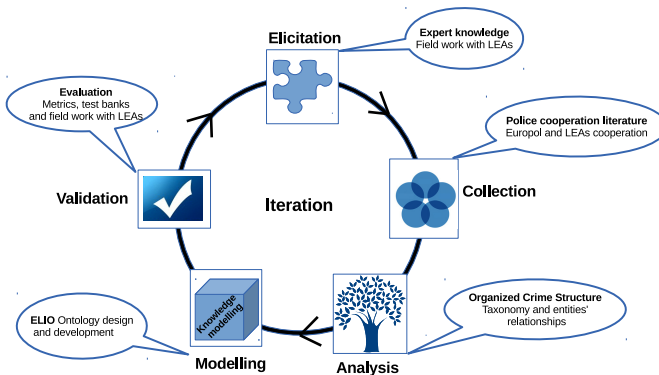 Elicitation
Expert knowledge
Field work with LEAs
Evaluation
Metrics, test banks
and field work with LEAs
Police cooperation literature
Europol and LEAs cooperation
Validation
Iteration
Collection
Knowledge
modelling
ELIO Ontology design
and development
Organized Crime Structure
Taxonomy and entities'
relationships
Modelling
Analysis